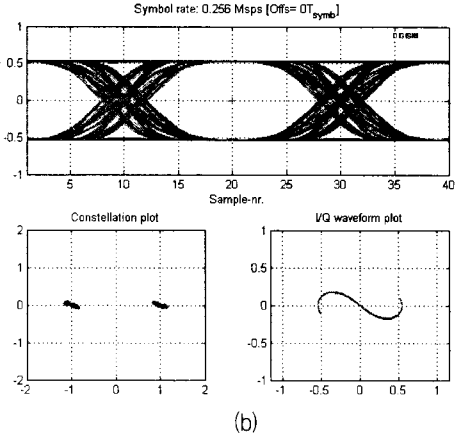 Symbol rate: 0.256 Msps [Offs= 0T_symb]
1
0.5
0
-0.5
-1
5 10 15 20 25 30 35 40
Sample-nr.
Constellation plot
2
1
0
-1
-2
-2 -1 0 1 2
I/Q waveform plot
1
0.5
0
-0.5
-1
-1 -0.5 0 0.5 1
(b)